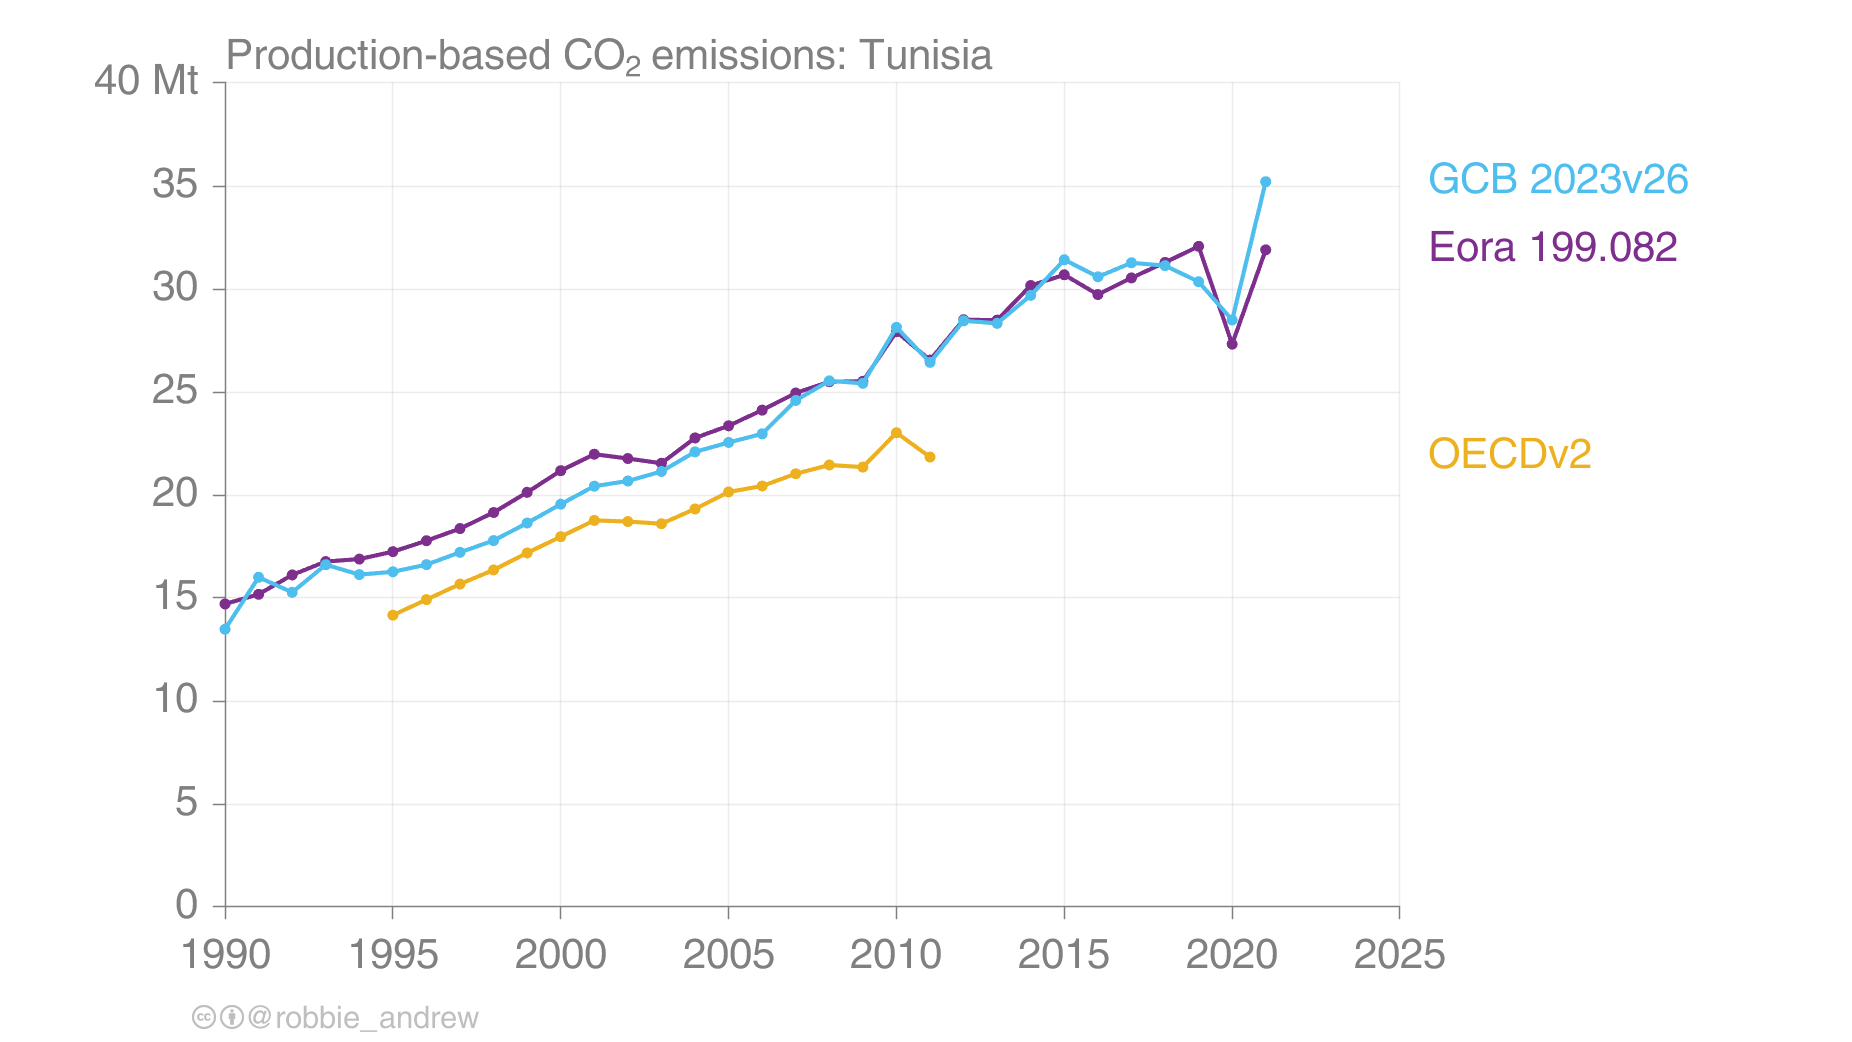 Production-based CO₂ emissions: Tunisia
40 Mt
35
30
25
20
15
10
5
0
1990 1995 2000 2005 2010 2015 2020 2025
GCB 2023v26
Eora 199.082
OECDv2
cc @robbie_andrew